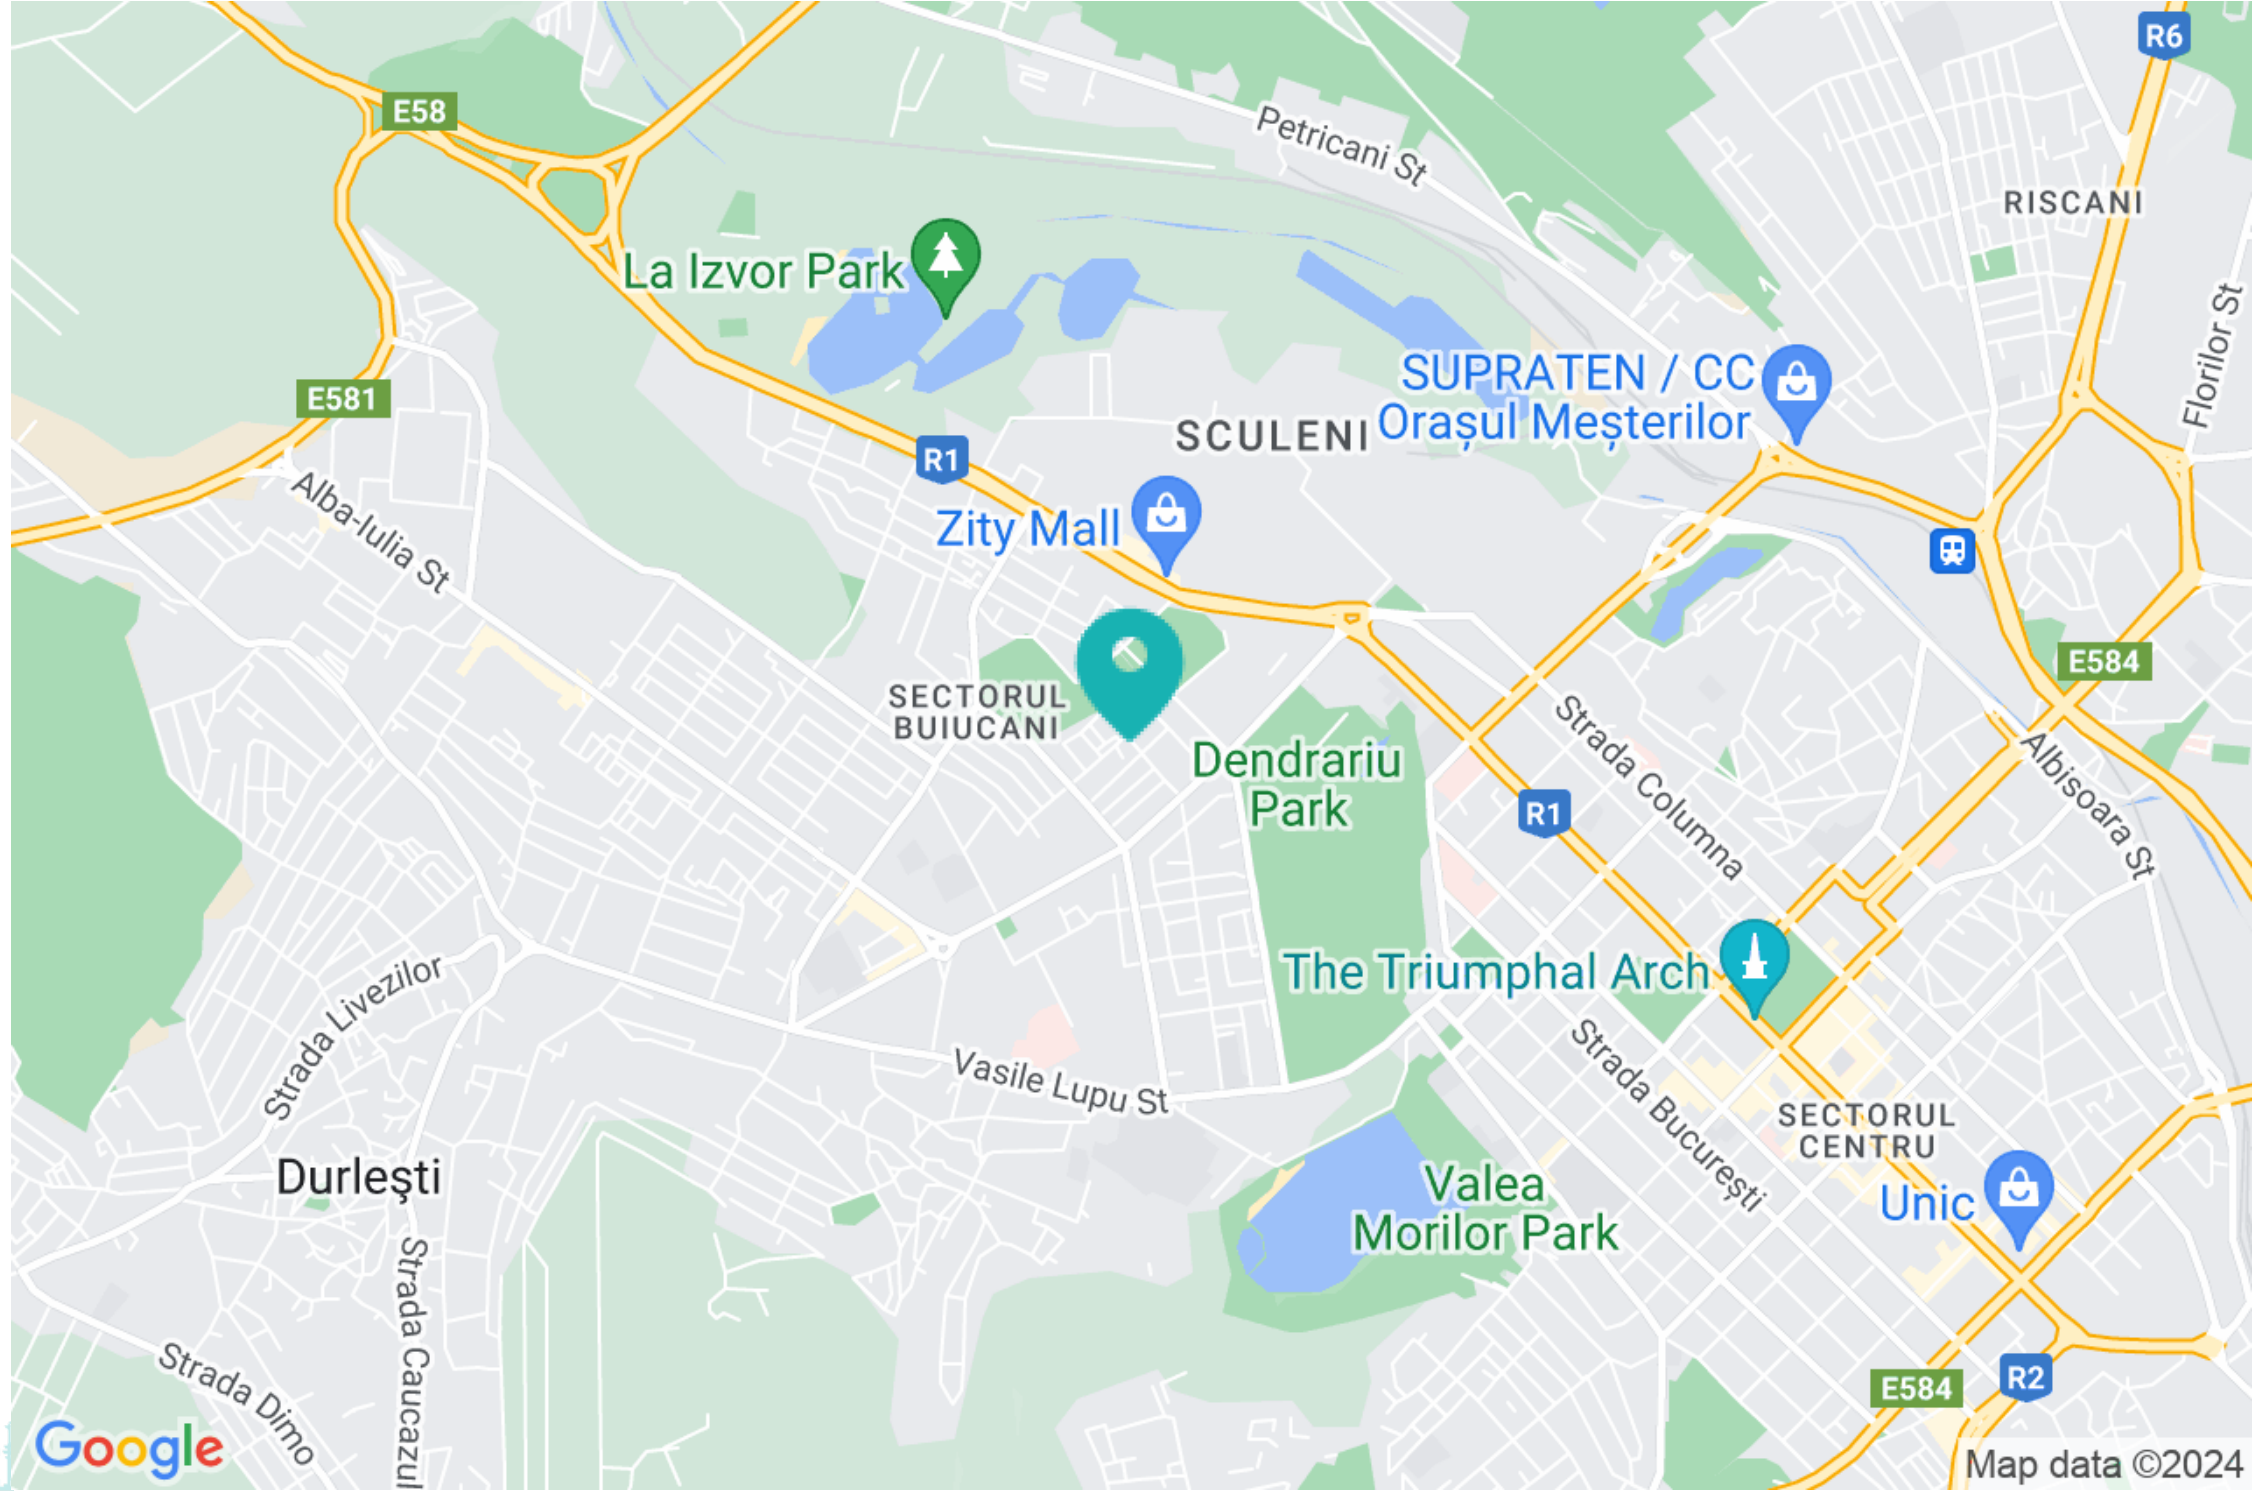 R6
E58
Petricani St
RISCANI
La Izvor Park
Florilor St
E581
SUPRATEN / CC
Orașul Meșterilor
SCULENI
R1
Alba-Iulia St
Zity Mall
E584
SECTORUL
BUIUCANI
Strada Columna
Albisoara St
Dendrariu
Park
R1
The Triumphal Arch
Strada Livezilor
Vasile Lupu St
Strada București
SECTORUL
CENTRU
Durleşti
Valea
Morilor Park
Unic
Strada Caucazul
Strada Dimo
E584
R2
Google
Map data ©2024